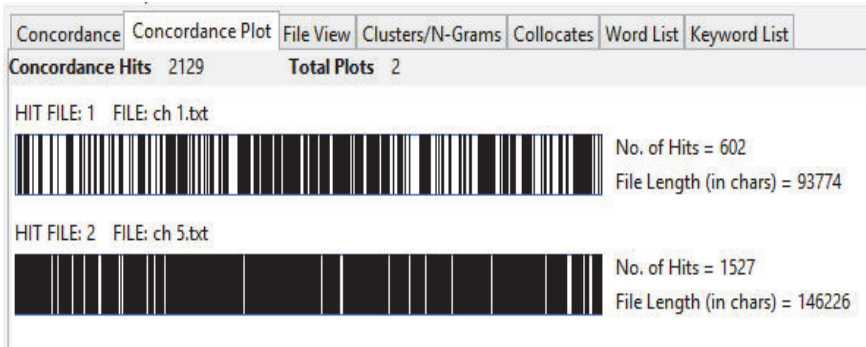 Concordance Concordance Plot File View Clusters/N-Grams Collocates Word List Keyword List
Concordance Hits 2129 Total Plots 2
HIT FILE: 1 FILE: ch 1.txt
No. of Hits = 602
File Length (in chars) = 93774
HIT FILE: 2 FILE: ch 5.txt
No. of Hits = 1527
File Length (in chars) = 146226